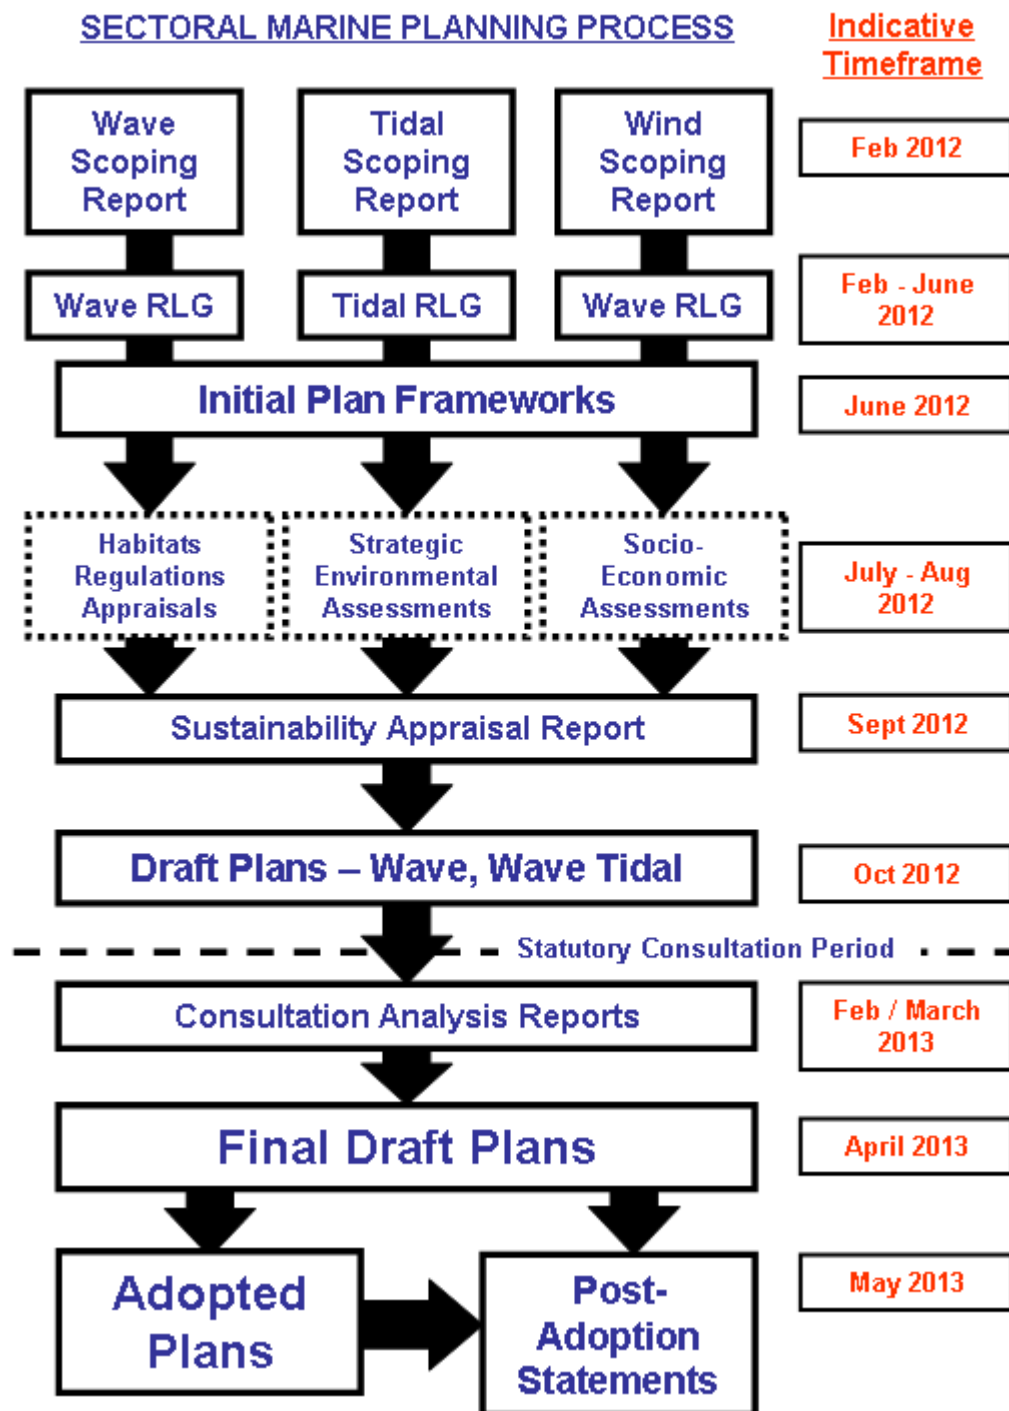 SECTORAL MARINE PLANNING PROCESS
Indicative
Timeframe
Wave
Scoping
Report
Tidal
Scoping
Report
Wind
Scoping
Report
Feb 2012
Wave RLG
Tidal RLG
Wave RLG
Feb - June
2012
Initial Plan Frameworks
June 2012
Habitats
Regulations
Appraisals
Strategic
Environmental
Assessments
Socio-
Economic
Assessments
July - Aug
2012
Sustainability Appraisal Report
Sept 2012
Draft Plans – Wave, Wave Tidal
Oct 2012
Statutory Consultation Period
Consultation Analysis Reports
Feb / March
2013
Final Draft Plans
April 2013
Adopted
Plans
Post-
Adoption
Statements
May 2013